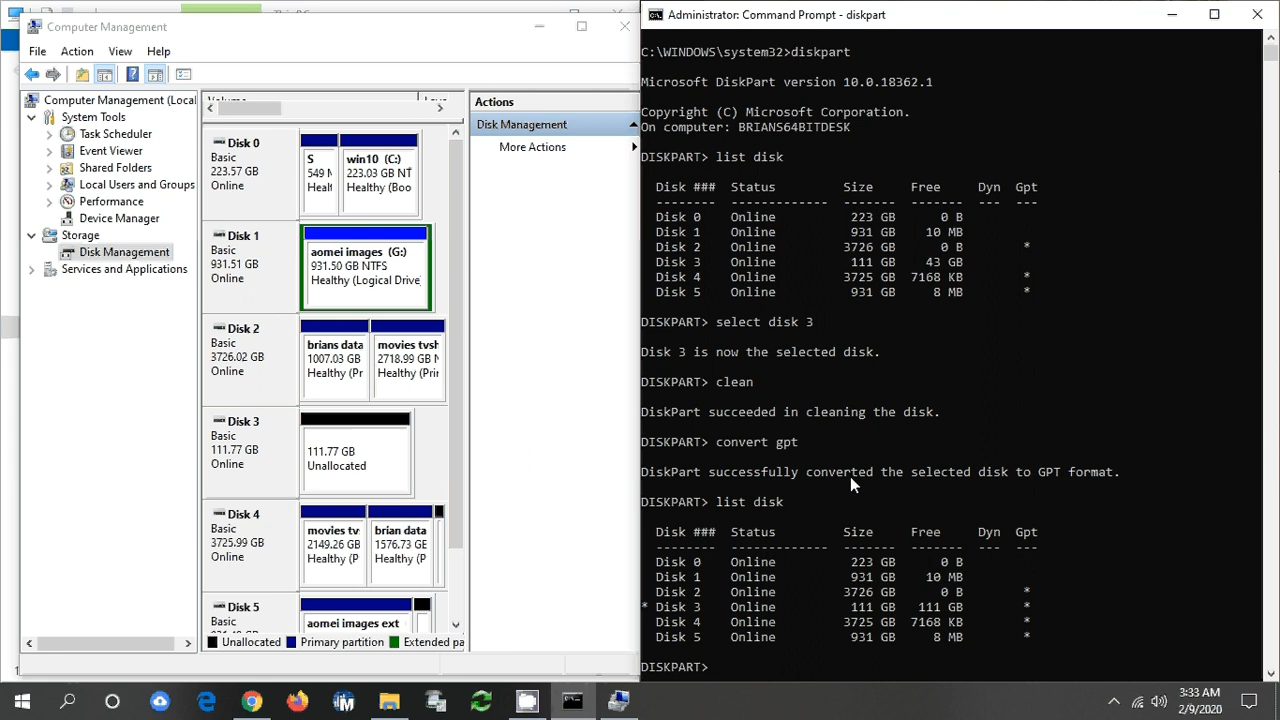 Computer Management
File Action View Help
Computer Management (Local
System Tools
Task Scheduler
Event Viewer
Shared Folders
Local Users and Groups
Performance
Device Manager
Storage
Disk Management
Services and Applications
Disk 0
Basic
223.57 GB
Online
S
549 N
Healt
win10 (C:)
223.03 GB NT
Healthy (Boo
Disk 1
Basic
931.51 GB
Online
aomei images (G:)
931.50 GB NTFS
Healthy (Logical Drive)
Disk 2
Basic
3726.02 GB
Online
brians data
1007.03 GB
Healthy (Pr
movies tvsh
2718.99 GB N
Healthy (Prir
Disk 3
Basic
111.77 GB
Online
111.77 GB
Unallocated
Disk 4
Basic
3725.99 GB
Online
movies tv
2149.26 GB
Healthy (P
brian data
1576.73 GE
Healthy (P
Disk 5
aomei images ext
Unallocated Primary partition Extended pa
Actions
Disk Management
More Actions
Administrator: Command Prompt - diskpart
C:\WINDOWS\system32>diskpart
Microsoft DiskPart version 10.0.18362.1
Copyright (C) Microsoft Corporation.
On computer: BRIANS64BITDESK
DISKPART> list disk
Disk ### Status Size Free Dyn Gpt
-------- ------------- ------- ------- --- ---
Disk 0 Online 223 GB 0 B
Disk 1 Online 931 GB 10 MB
Disk 2 Online 3726 GB 0 B *
Disk 3 Online 111 GB 43 GB
Disk 4 Online 3725 GB 7168 KB *
Disk 5 Online 931 GB 8 MB *
DISKPART> select disk 3
Disk 3 is now the selected disk.
DISKPART> clean
DiskPart succeeded in cleaning the disk.
DISKPART> convert gpt
DiskPart successfully converted the selected disk to GPT format.
DISKPART> list disk
Disk ### Status Size Free Dyn Gpt
-------- ------------- ------- ------- --- ---
Disk 0 Online 223 GB 0 B
Disk 1 Online 931 GB 10 MB
Disk 2 Online 3726 GB 0 B *
* Disk 3 Online 111 GB 111 GB *
Disk 4 Online 3725 GB 7168 KB *
Disk 5 Online 931 GB 8 MB *
DISKPART>
3:33 AM
2/9/2020